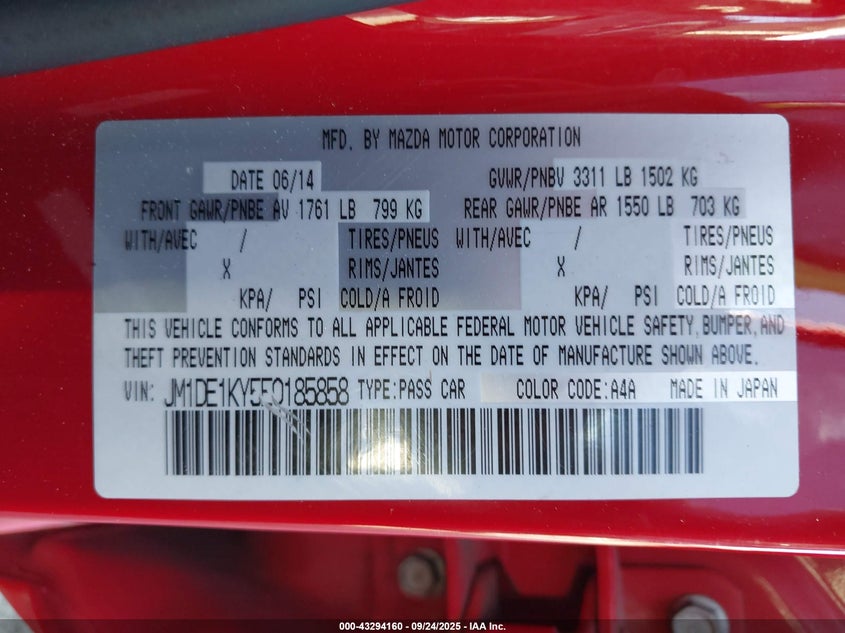 MFD. BY MAZDA MOTOR CORPORATION
DATE 06/14 GVWR/PNBV 3311 LB 1502 KG
FRONT GAWR/PNBE AV 1761 LB 799 KG REAR GAWR/PNBE AR 1550 LB 703 KG
WITH/AVEC / TIRES/PNEUS WITH/AVEC / TIRES/PNEUS
X RIMS/JANTES X RIMS/JANTES
KPA/ PSI COLD/A FROID KPA/ PSI COLD/A FROID
THIS VEHICLE CONFORMS TO ALL APPLICABLE FEDERAL MOTOR VEHICLE SAFETY,BUMPER,AND
THEFT PREVENTION STANDARDS IN EFFECT ON THE DATE OF MANUFACTURE SHOWN ABOVE.
VIN: JM1DE1KY5E0185858 TYPE:PASS CAR COLOR CODE:A4A MADE IN JAPAN
000-43294160 - 09/24/2025 - IAA Inc.